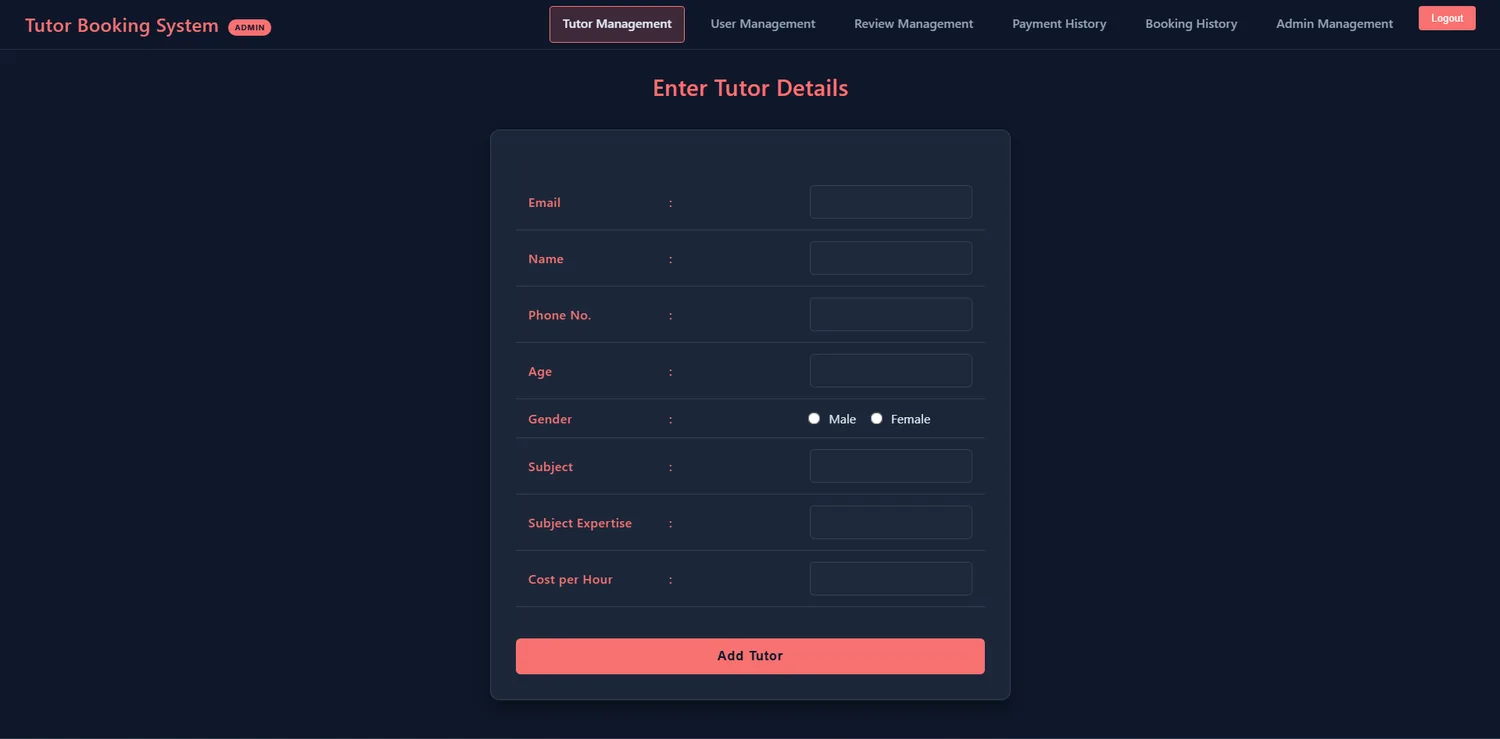 Tutor Booking System ADMIN Tutor Management User Management Review Management Payment History Booking History Admin Management Logout
Enter Tutor Details
Email :
Name :
Phone No. :
Age :
Gender : Male Female
Subject :
Subject Expertise :
Cost per Hour :
Add Tutor